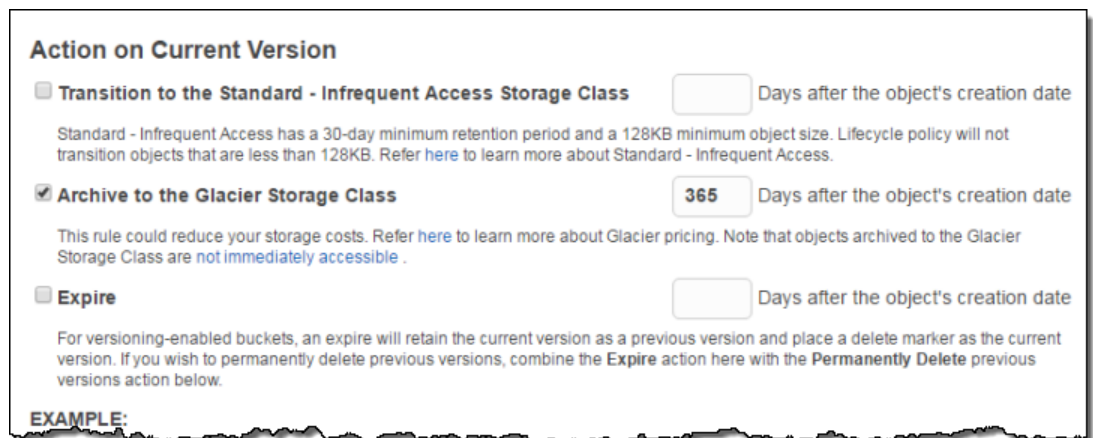 Action on Current Version
Transition to the Standard - Infrequent Access Storage Class Days after the object's creation date
Standard - Infrequent Access has a 30-day minimum retention period and a 128KB minimum object size. Lifecycle policy will not
transition objects that are less than 128KB. Refer here to learn more about Standard - Infrequent Access.
Archive to the Glacier Storage Class 365 Days after the object's creation date
This rule could reduce your storage costs. Refer here to learn more about Glacier pricing. Note that objects archived to the Glacier
Storage Class are not immediately accessible .
Expire Days after the object's creation date
For versioning-enabled buckets, an expire will retain the current version as a previous version and place a delete marker as the current
version. If you wish to permanently delete previous versions, combine the Expire action here with the Permanently Delete previous
versions action below.
EXAMPLE: